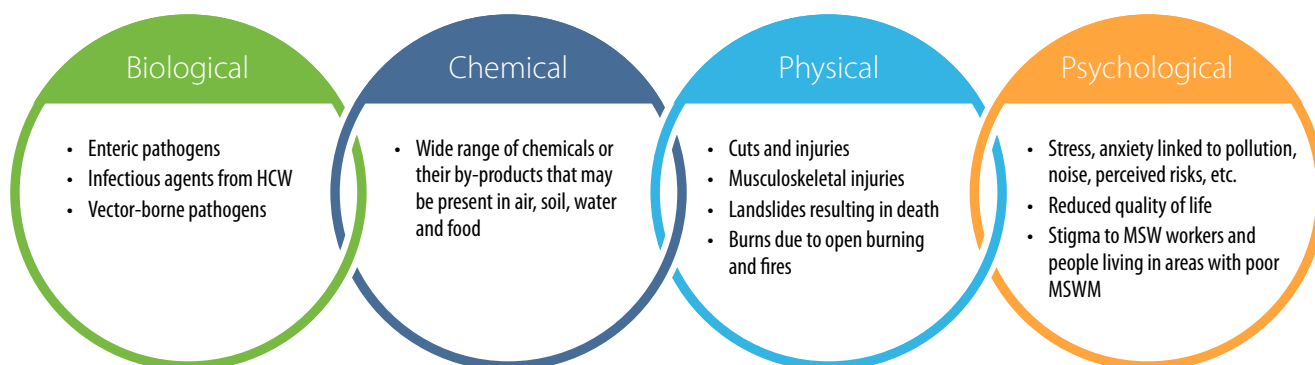 Biological
• Enteric pathogens
• Infectious agents from HCW
• Vector-borne pathogens
Chemical
• Wide range of chemicals or
their by-products that may
be present in air, soil, water
and food
Physical
• Cuts and injuries
• Musculoskeletal injuries
• Landslides resulting in death
• Burns due to open burning
and fires
Psychological
• Stress, anxiety linked to pollution,
noise, perceived risks, etc.
• Reduced quality of life
• Stigma to MSW workers and
people living in areas with poor
MSWM